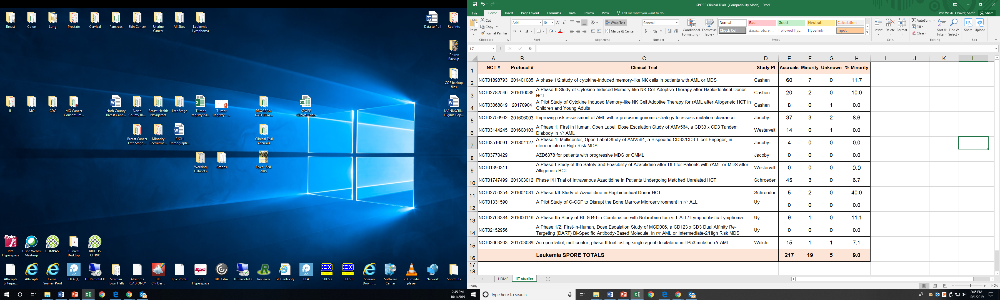 Breast
Colon
Lung
Prostate
Cervical
Pancreas
Skin Cancer
Uterine
Cancer
All Sites
Leukemia
Lymphoma
Data to Pull
Reprints
iPhone
Backup
COE backup
files
IL
MO
CDC
MO Cancer
Consortium...
Noth County
Breast Canc...
North
County BJ...
Breast Health
Navigators
Late Stage
Tumor
registry da...
Tumor
Registry - ...
PROGRAM
DASHBOA...
SPORE
Clinical Trials
MANUSCRI...
Eligible Pop...
Breast Cancer
Late Stage ...
Minority
Recruitme...
BJCH
Demograph...
Clinical Trial
Accruals
Working
DataSets
Graphs
Flyer - SNL
2019
PLY
Hyperspace
Cisco Webex
Meetings
COMPASS
Clinical
Desktop
KIDDOS
CITRIX
Allscripts
Enterpri...
Allscripts
Cerner
Soarian Prod
LILA (1)
ITCRemoteFX
Siteman
Town Halls
Allscripts
READ ONLY
BJC
ClinDes...
Epic Portal
PRD
Hyperspace
BJC Citrix
ITCRemoteFX
Reviewer
GE Centricity
LILA
SBCS3
SBCS1
Soarian
Downti...
Software
Center
VLC media
player
Network
Shortcuts
2:45 PM
10/1/2019
SPORE Clinical Trials [Compatibility Mode] - Excel
File Home Insert Page Layout Formulas Data Review View Tell me what you want to do...
Van Vickle-Chavez, Sarah Share
Paste Cut Copy Format Painter
Clipboard
Arial 10
B I U
Font
Wrap Text
Merge & Center
Alignment
General
$ % ,
Number
Conditional Formatting
Format as Table
Normal Bad Good Neutral Calculation
Check Cell Explanatory ... Followed Hyp... Hyperlink Input
Styles
Insert Delete Format
Cells
AutoSum
Fill
Clear
Sort & Filter
Find & Select
Editing
Share Upload
Box
L7 fx
A B C D E F G H I J K L
1 NCT # Protocol # Clinical Trial Study PI Accruals Minority Unknown % Minority
2 NCT01898793 201401085 A phase 1/2 study of cytokine-induced memory-like NK cells in patients with AML or MDS Cashen 60 7 0 11.7
3 NCT02782546 201610088 A Phase II Study of Cytokine Induced Memory-like NK Cell Adoptive Therapy after Haploidentical Donor
HCT Cashen 20 2 0 10.0
4 NCT03068819 20170904 A Pilot Study of Cytokine Induced Memory-like NK Cell Adoptive Therapy for rAML after Allogeneic HCT in
Children and Young Adults Cashen 8 0 1 0.0
5 NCT02756962 201606003 Improving risk assessment of AML with a precision genomic strategy to assess mutation clearance Jacoby 37 3 2 8.6
6 NCT03144245 201608103 A Phase 1, First in Human, Open Label, Dose Escalation Study of AMV564, a CD33 x CD3 Tandem
Diabody in r/r AML Westervelt 14 0 1 0.0
7 NCT03516591 201804127 A Phase 1, Multicenter, Open Label Study of AMV564, a Bispecific CD33/CD3 T-cell Engager, in
ntermediate or High-Risk MDS Jacoby 4 0 0 0.0
8 NCT03770429 AZD6378 for patients with progressive MDS or CMML Jacoby 0 0 0 0.0
9 NCT01390311 A Phase I Study of the Safety and Feasibility of Azacitidine after DLI for Patients with rAML or MDS after
Allogeneic HCT Westervelt 0 0 0 0.0
10 NCT01747499 201303012 Phase I/II Trial of Intravenous Azacitidine in Patients Undergoing Matched Unrelated HCT Schroeder 45 3 0 6.7
11 NCT02750254 201604081 A Phase I/II Study of Azacitidine in Haploidentical Donor HCT Schroeder 5 2 0 40.0
12 NCT01331590 A Pilot Study of G-CSF to Disrupt the Bone Marrow Microenvironment in r/r ALL Uy 0 0 0 0.0
13 NCT02763384 201606146 A Phase IIa Study of BL-8040 in Combination with Nelarabine for r/r T-ALL/ Lymphoblastic Lymphoma Uy 9 1 0 11.1
14 NCT02152956 A Phase 1/2, First-in-Human, Dose Escalation Study of MGD006, a CD123 x CD3 Dual Affinity Re-
Targeting (DART) Bi-Specific Antibody-Based Molecule, in r/r AML or Intermediate-2/High Risk MDS Uy 0 0 0 0.0
15 NCT03063203 201703089 An open label, multicenter, phase II trial testing single agent decitabine in TP53 mutated r/r AML Welch 15 1 1 7.1
16 Leukemia SPORE TOTALS 217 19 5 9.0
17
18
HDMP IIT studies
Ready 140%
Type here to search
2:45 PM
10/1/2019